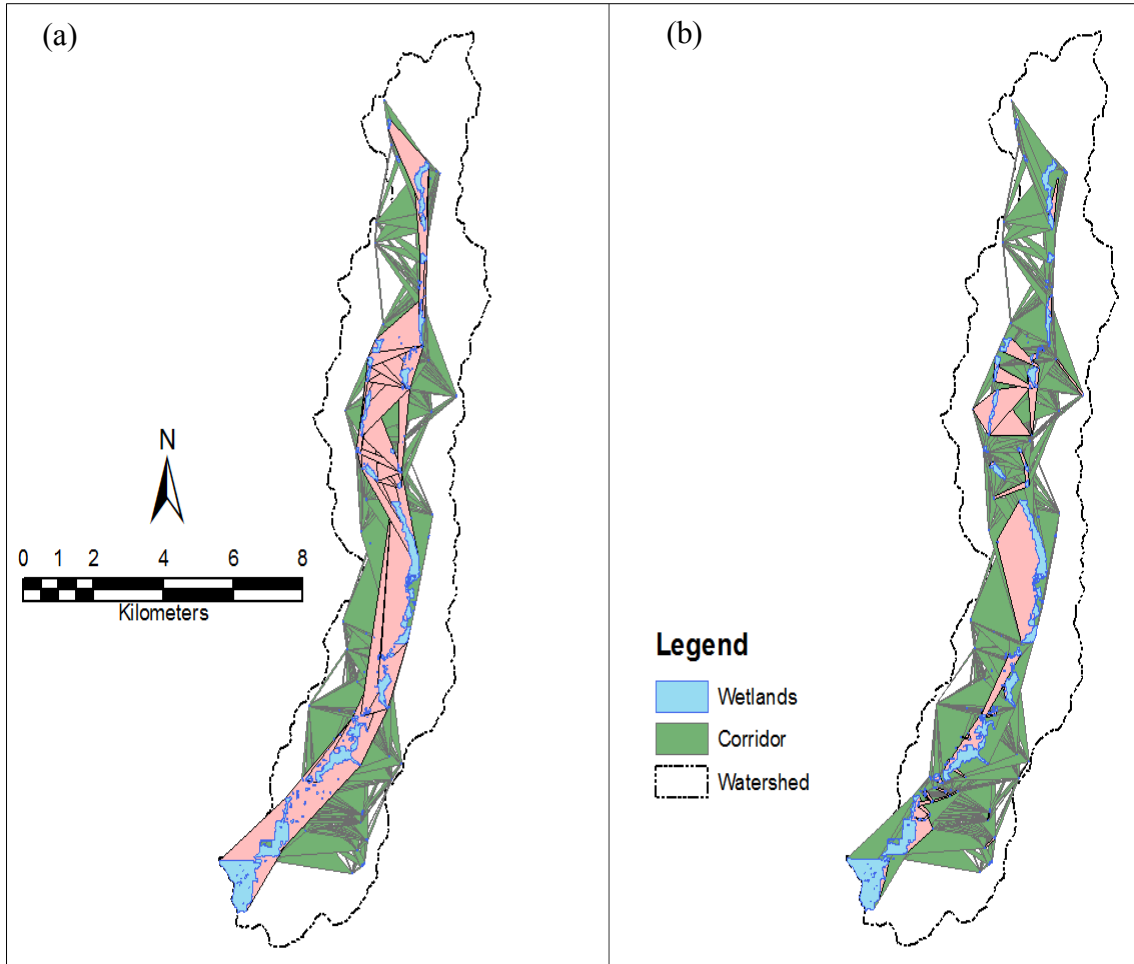 (a)
(b)
N
0 1 2 4 6 8
Kilometers
Legend
Wetlands
Corridor
Watershed